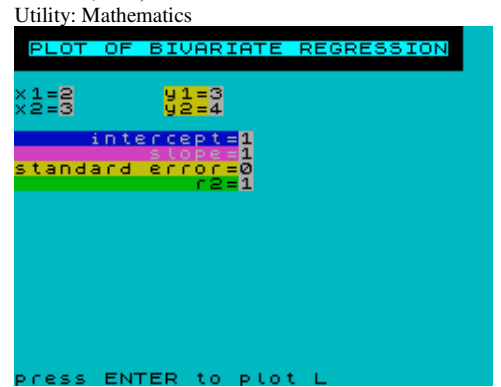 Utility: Mathematics
PLOT OF BIVARIATE REGRESSION
x1=2 y1=3
x2=3 y2=4
intercept=1
slope=1
standard error=0
r2=1
press ENTER to plot L